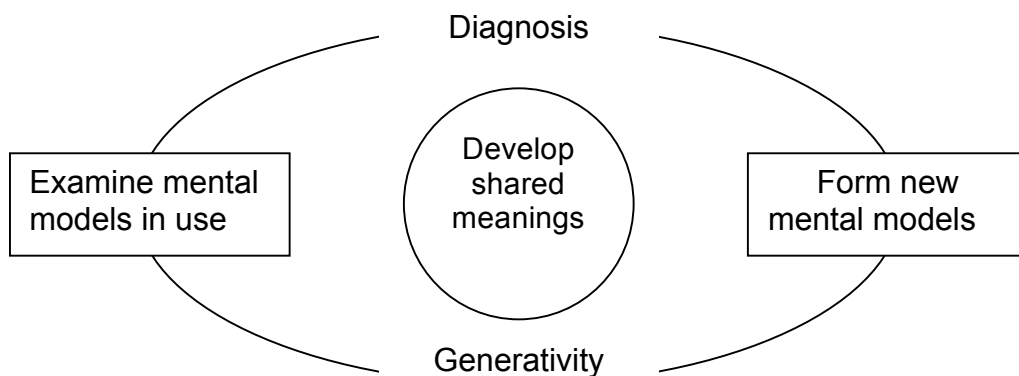 Diagnosis
Examine mental
models in use
Develop
shared
meanings
Form new
mental models
Generativity